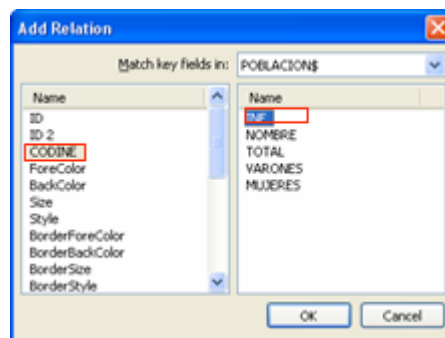 Add Relation
Match key fields in: POBLACION$
Name
ID
ID 2
CODINE
ForeColor
BackColor
Size
Style
BorderForeColor
BorderBackColor
BorderSize
BorderStyle
Name
INE
NOMBRE
TOTAL
VARONES
MUJERES
OK Cancel